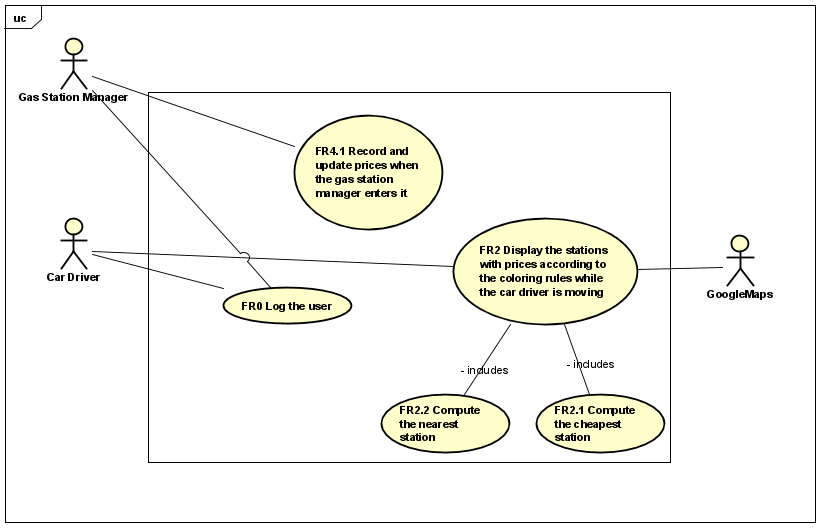 uc
Gas Station Manager
FR4.1 Record and
update prices when
the gas station
manager enters it
Car Driver
FR2 Display the stations
with prices according to
the coloring rules while
the car driver is moving
GoogleMaps
FR0 Log the user
- includes
- includes
FR2.2 Compute
the nearest
station
FR2.1 Compute
the cheapest
station